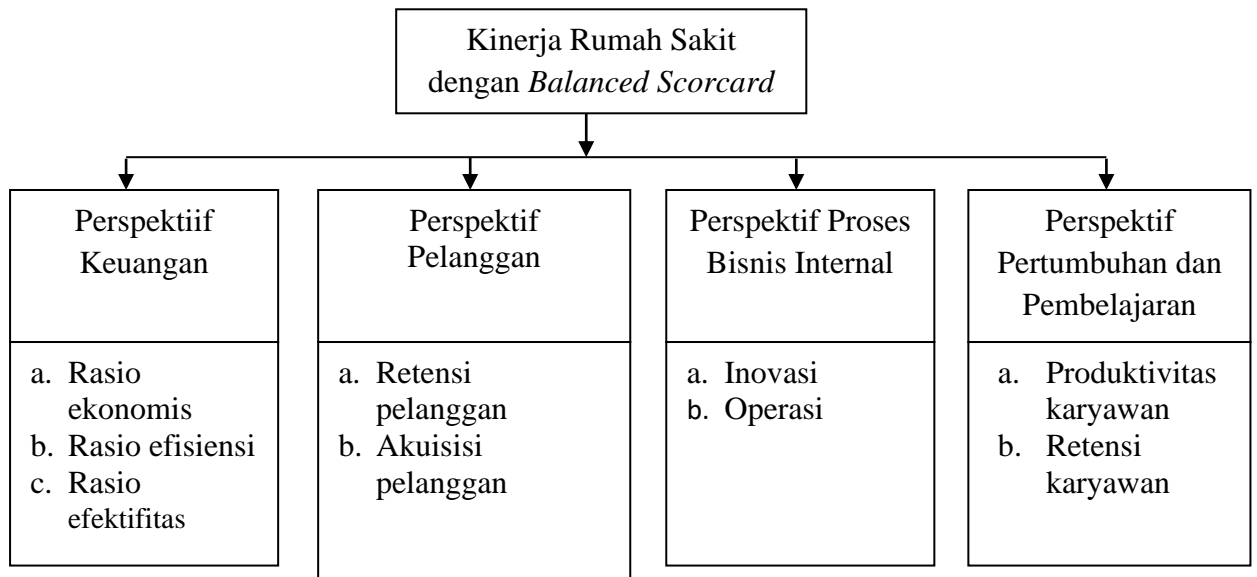 Kinerja Rumah Sakit
dengan Balanced Scorcard
Perspektiif
Keuangan
a. Rasio
ekonomis
b. Rasio efisiensi
c. Rasio
efektifitas
Perspektif
Pelanggan
a. Retensi
pelanggan
b. Akuisisi
pelanggan
Perspektif Proses
Bisnis Internal
a. Inovasi
b. Operasi
Perspektif
Pertumbuhan dan
Pembelajaran
a. Produktivitas
karyawan
b. Retensi
karyawan